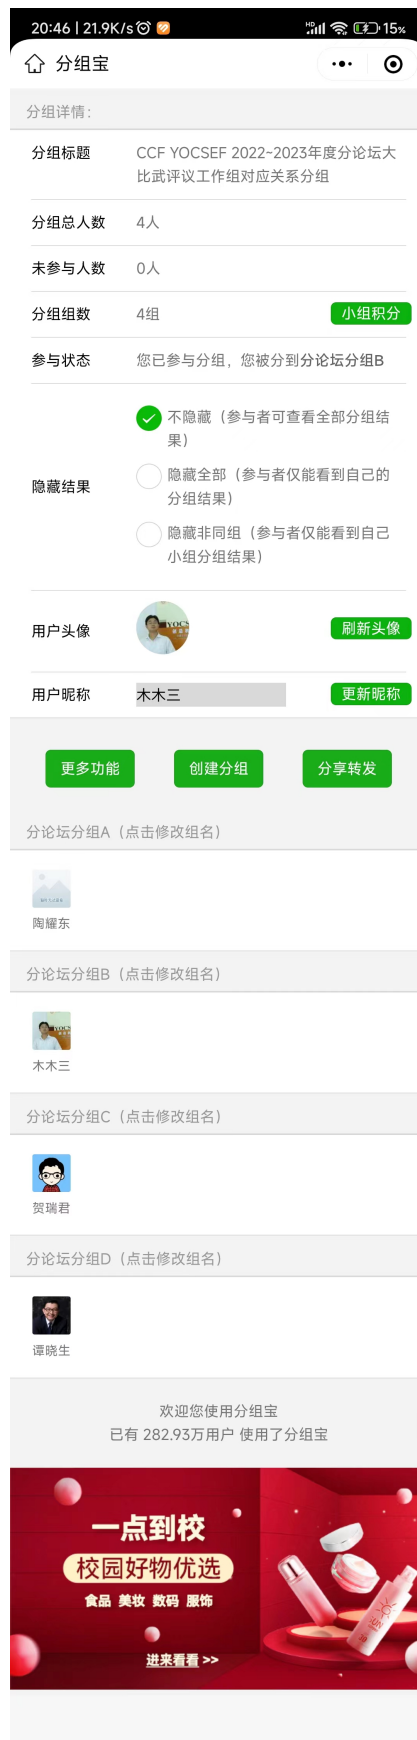 20:46 | 21.9K/s
HD 15%
分组宝
分组详情：
分组标题
CCF YOCSEF 2022~2023年度分论坛大
比武评议工作组对应关系分组
分组总人数 4人
未参与人数 0人
分组组数 4组 小组积分
参与状态 您已参与分组，您被分到分论坛分组B
隐藏结果
不隐藏（参与者可查看全部分组结
果）
隐藏全部（参与者仅能看到自己的
分组结果）
隐藏非同组（参与者仅能看到自己
小组分组结果）
用户头像 刷新头像
用户昵称 木木三 更新昵称
更多功能 创建分组 分享转发
分论坛分组A（点击修改组名）
陶耀东
分论坛分组B（点击修改组名）
木木三
分论坛分组C（点击修改组名）
贺瑞君
分论坛分组D（点击修改组名）
谭晓生
欢迎您使用分组宝
已有 282.93万用户 使用了分组宝
一点到校
校园好物优选
食品 美妆 数码 服饰
进来看看 >>